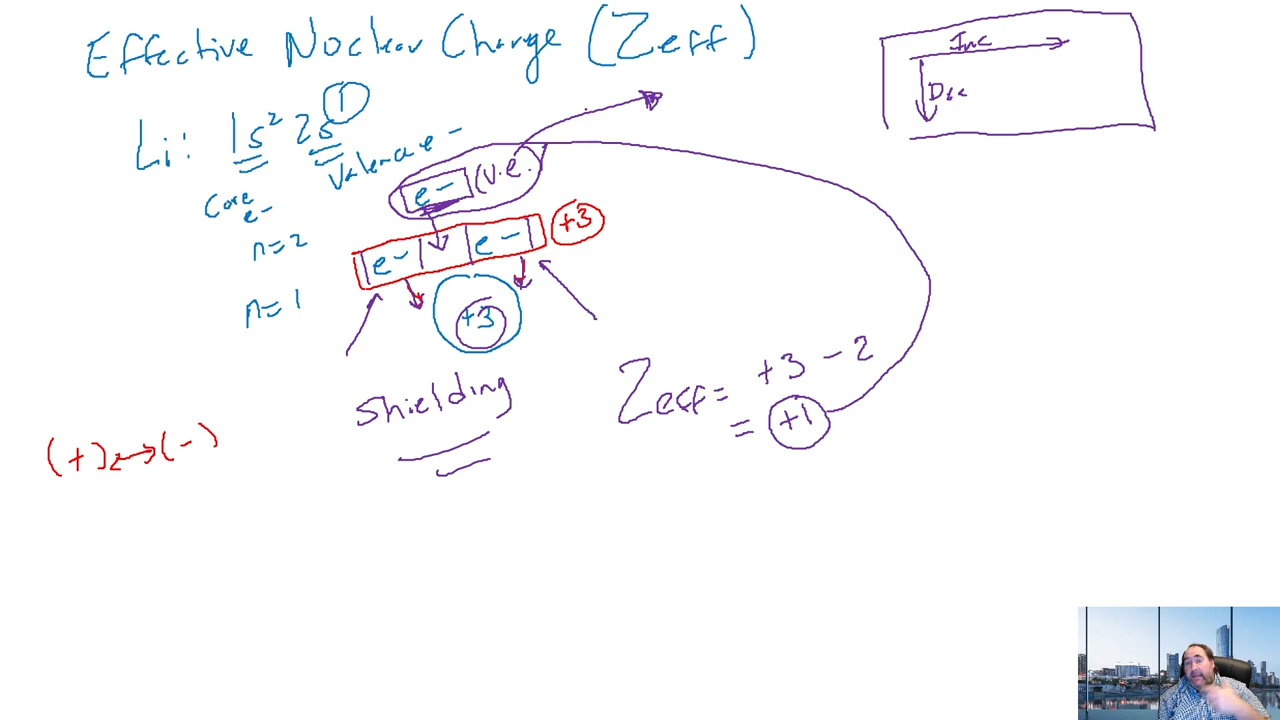 Effective Nuclear Charge (Zeff)
Inc
Dec
Li: 1s² 2s¹
Valence e-
Core e-
e- (v.e.
n=2
e- e- +3
n=1
+3
Shielding
Zeff= +3 - 2
= +1
(+) ↔ (-)